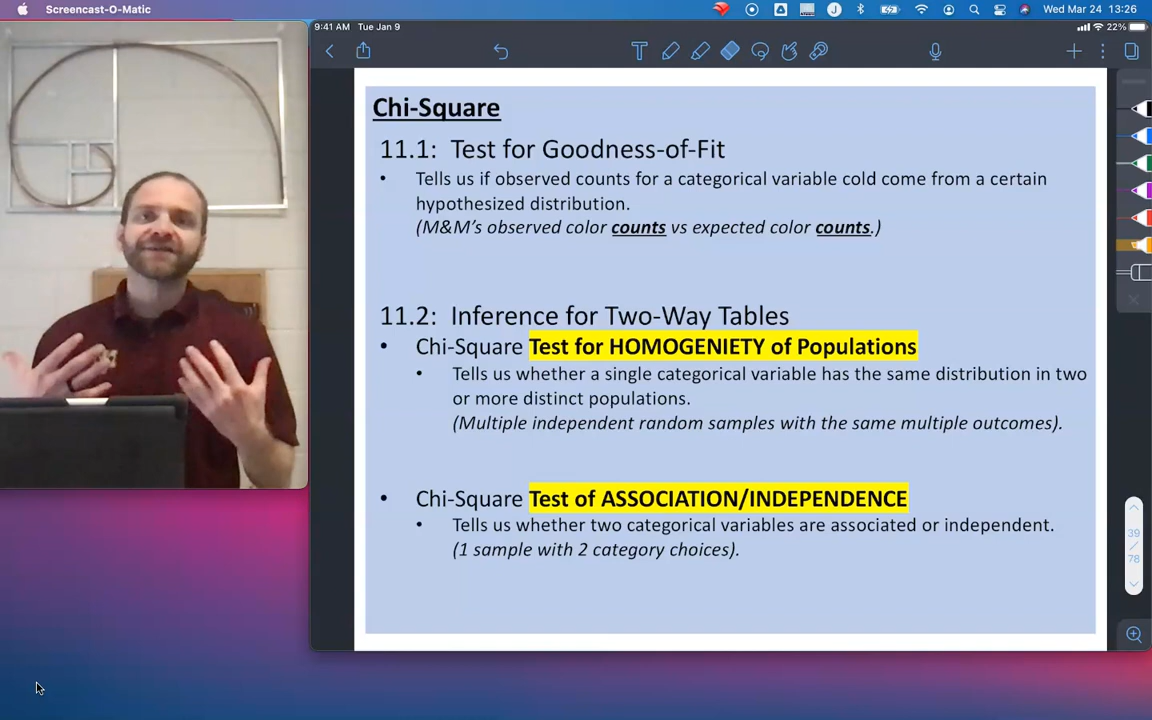 Screencast-O-Matic
Wed Mar 24 13:26
9:41 AM Tue Jan 9
22%
Chi-Square
11.1: Test for Goodness-of-Fit
• Tells us if observed counts for a categorical variable cold come from a certain
hypothesized distribution.
(M&M's observed color counts vs expected color counts.)
11.2: Inference for Two-Way Tables
• Chi-Square Test for HOMOGENIETY of Populations
• Tells us whether a single categorical variable has the same distribution in two
or more distinct populations.
(Multiple independent random samples with the same multiple outcomes).
• Chi-Square Test of ASSOCIATION/INDEPENDENCE
• Tells us whether two categorical variables are associated or independent.
(1 sample with 2 category choices).
39
/
78